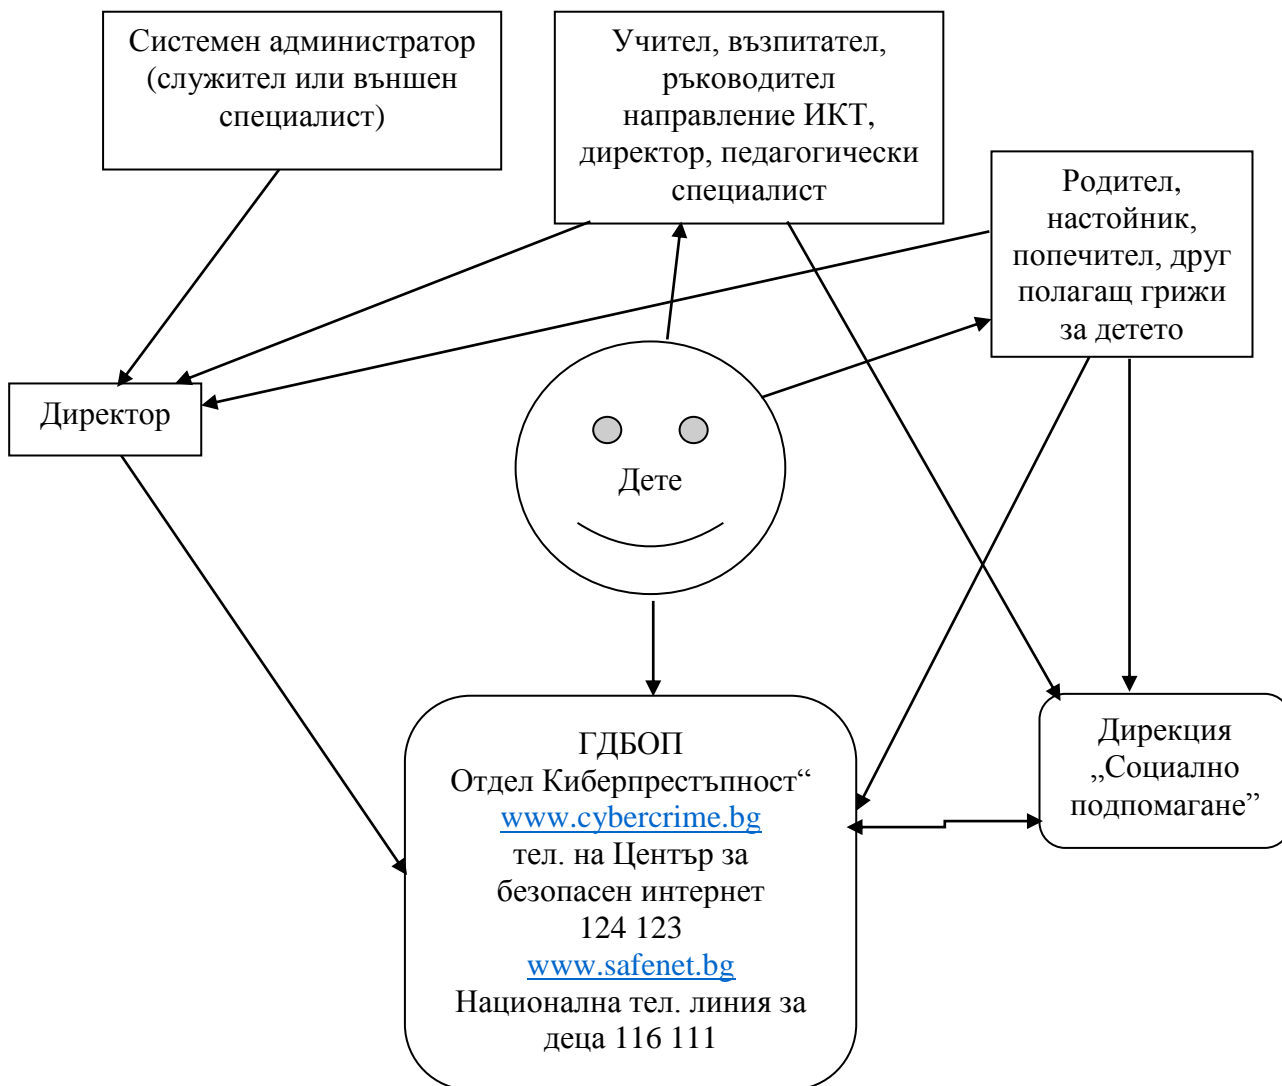 Системен администратор
(служител или външен
специалист)
Учител, възпитател,
ръководител
направление ИКТ,
директор, педагогически
специалист
Родител,
настойник,
попечител, друг
полагащ грижи
за детето
Директор
Дете
ГДБОП
Отдел Киберпрестъпност“
www.cybercrime.bg
тел. на Център за
безопасен интернет
124 123
www.safenet.bg
Национална тел. линия за
деца 116 111
Дирекция
„Социално
подпомагане”